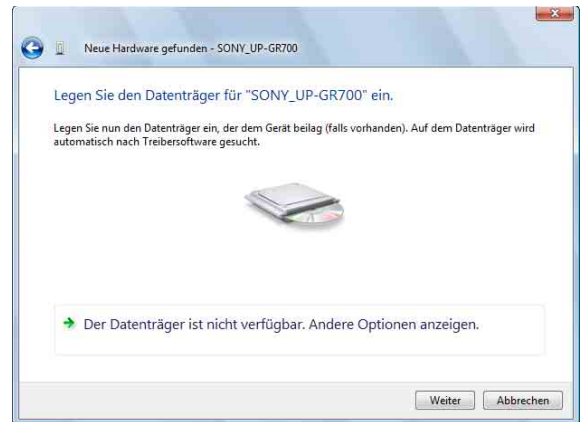 Neue Hardware gefunden - SONY_UP-GR700
Legen Sie den Datenträger für "SONY_UP-GR700" ein.
Legen Sie nun den Datenträger ein, der dem Gerät beilag (falls vorhanden). Auf dem Datenträger wird
automatisch nach Treibersoftware gesucht.
Der Datenträger ist nicht verfügbar. Andere Optionen anzeigen.
Weiter
Abbrechen